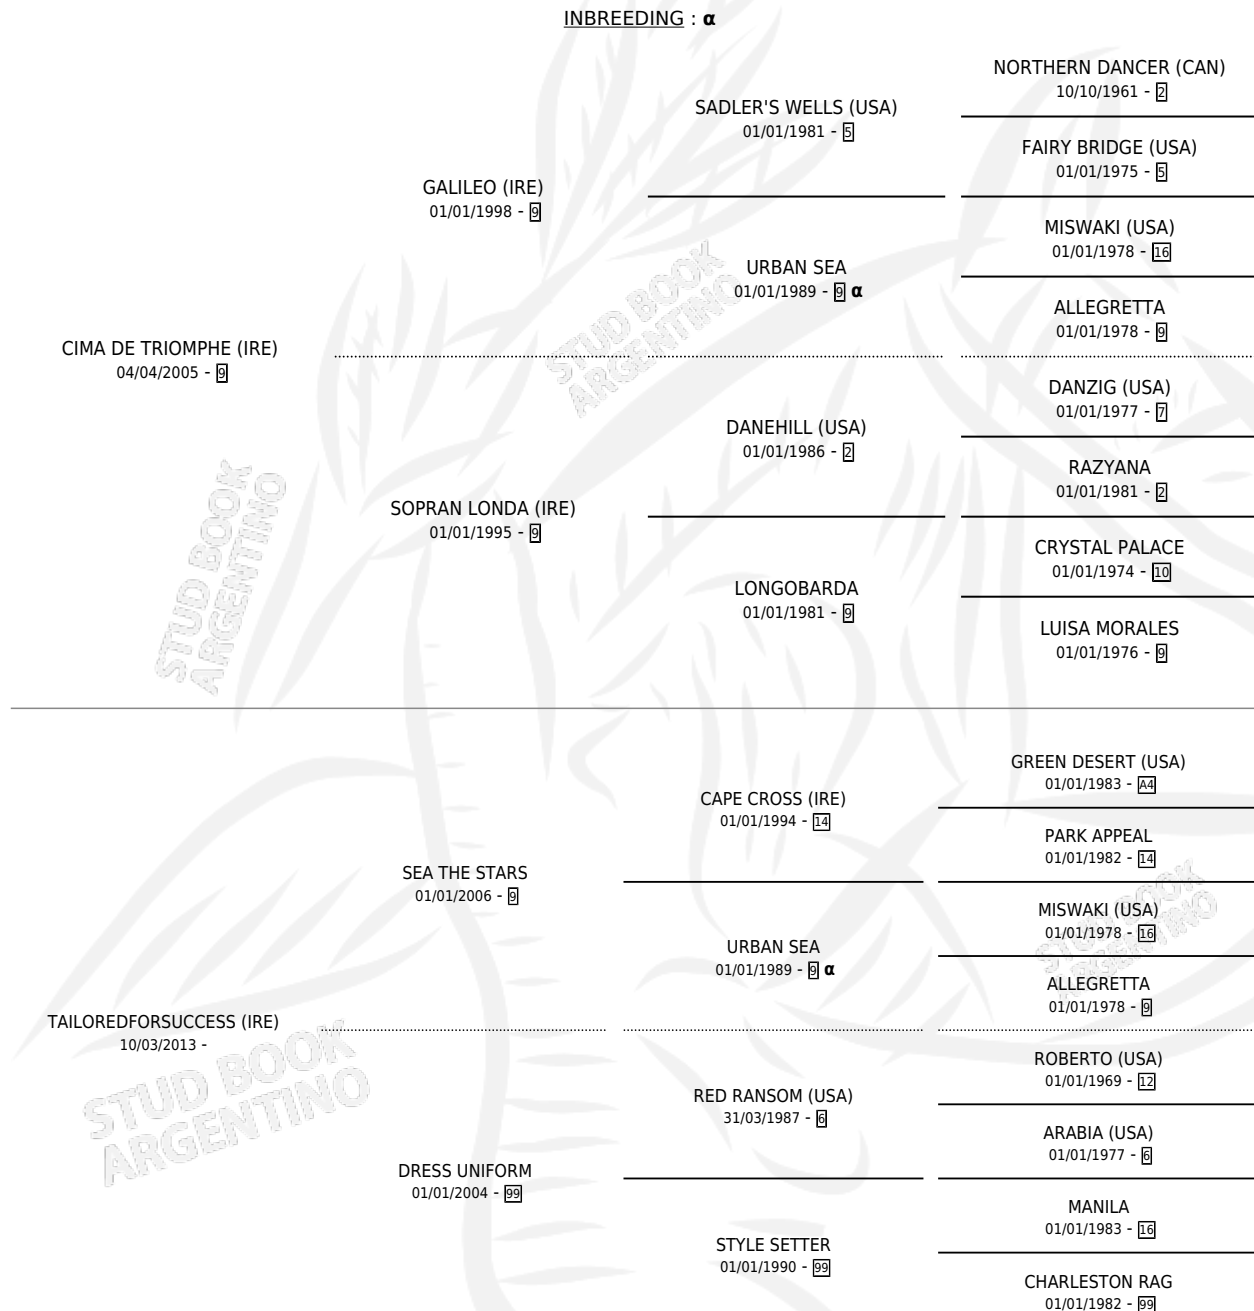 INBREEDING : α
NORTHERN DANCER (CAN)
10/10/1961 - 2
SADLER'S WELLS (USA)
01/01/1981 - 5
FAIRY BRIDGE (USA)
01/01/1975 - 5
GALILEO (IRE)
01/01/1998 - 9
MISWAKI (USA)
01/01/1978 - 16
URBAN SEA
01/01/1989 - 9 α
ALLEGRETTA
01/01/1978 - 9
CIMA DE TRIOMPHE (IRE)
04/04/2005 - 9
DANZIG (USA)
01/01/1977 - 7
DANEHILL (USA)
01/01/1986 - 2
RAZYANA
01/01/1981 - 2
SOPRAN LONDA (IRE)
01/01/1995 - 9
CRYSTAL PALACE
01/01/1974 - 10
LONGOBARDA
01/01/1981 - 9
LUISA MORALES
01/01/1976 - 9
GREEN DESERT (USA)
01/01/1983 - A4
CAPE CROSS (IRE)
01/01/1994 - 14
PARK APPEAL
01/01/1982 - 14
SEA THE STARS
01/01/2006 - 9
MISWAKI (USA)
01/01/1978 - 16
URBAN SEA
01/01/1989 - 9 α
ALLEGRETTA
01/01/1978 - 9
TAILOREDFORSUCCESS (IRE)
10/03/2013 -
ROBERTO (USA)
01/01/1969 - 12
RED RANSOM (USA)
31/03/1987 - 6
ARABIA (USA)
01/01/1977 - 6
DRESS UNIFORM
01/01/2004 - 99
MANILA
01/01/1983 - 16
STYLE SETTER
01/01/1990 - 99
CHARLESTON RAG
01/01/1982 - 99
STUD BOOK
ARGENTINO
STUD BOOK
ARGENTINO
STUD BOOK
ARGENTINO
STUD BOOK
ARGENTINO